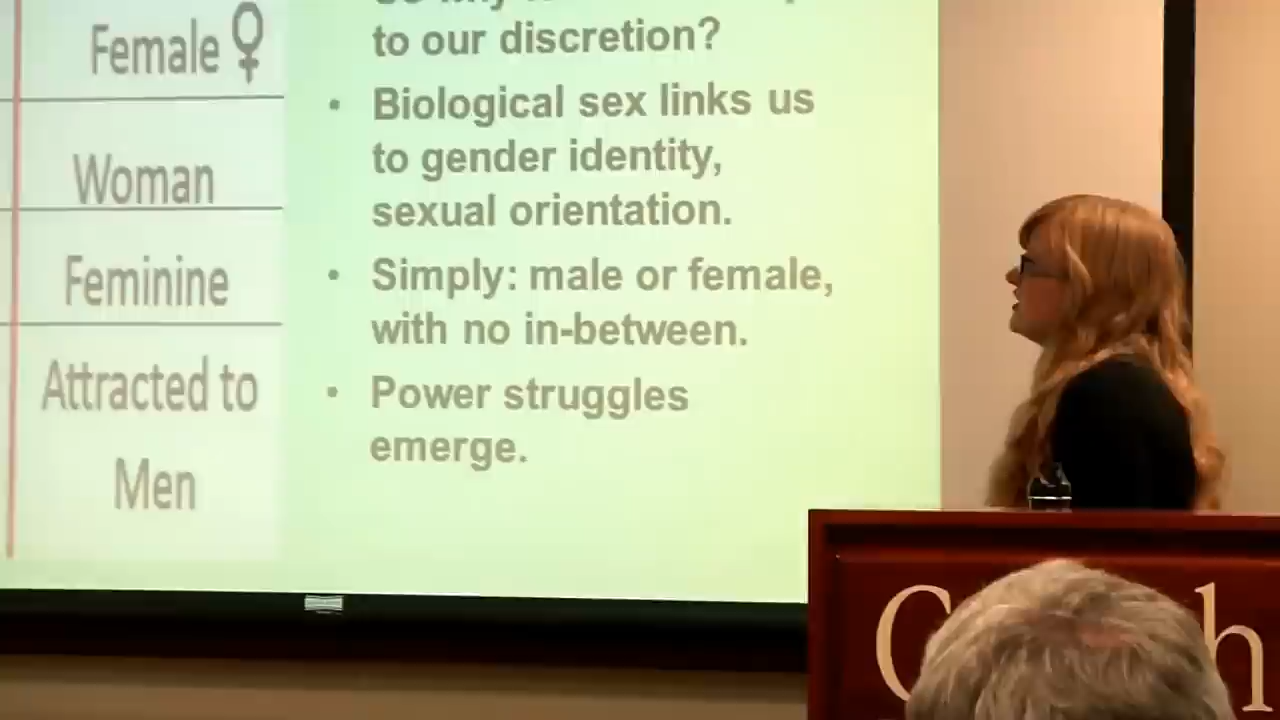 Female ♀
Woman
Feminine
Attracted to
Men
to our discretion?
• Biological sex links us
to gender identity,
sexual orientation.
• Simply: male or female,
with no in-between.
• Power struggles
emerge.